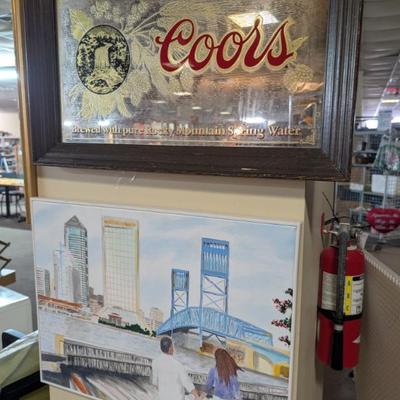 Coors
Brewed with pure Rocky Mountain Spring Water.